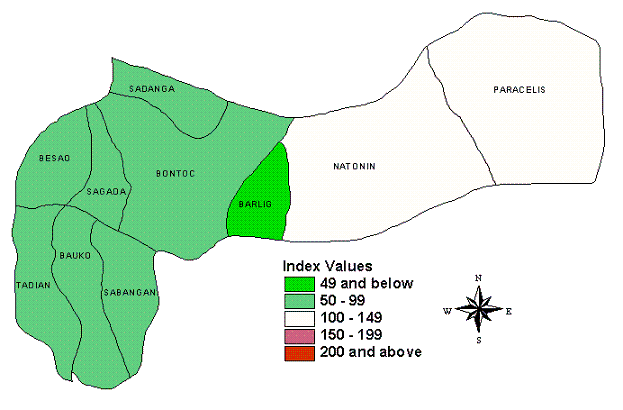 PARACELIS
SADANGA
BESAO
BONTOC
NATONIN
SAGADA
BARLIG
BAUKO
TADIAN
SABANGAN
Index Values
49 and below
50 - 99
100 - 149
150 - 199
200 and above
N
W E
S